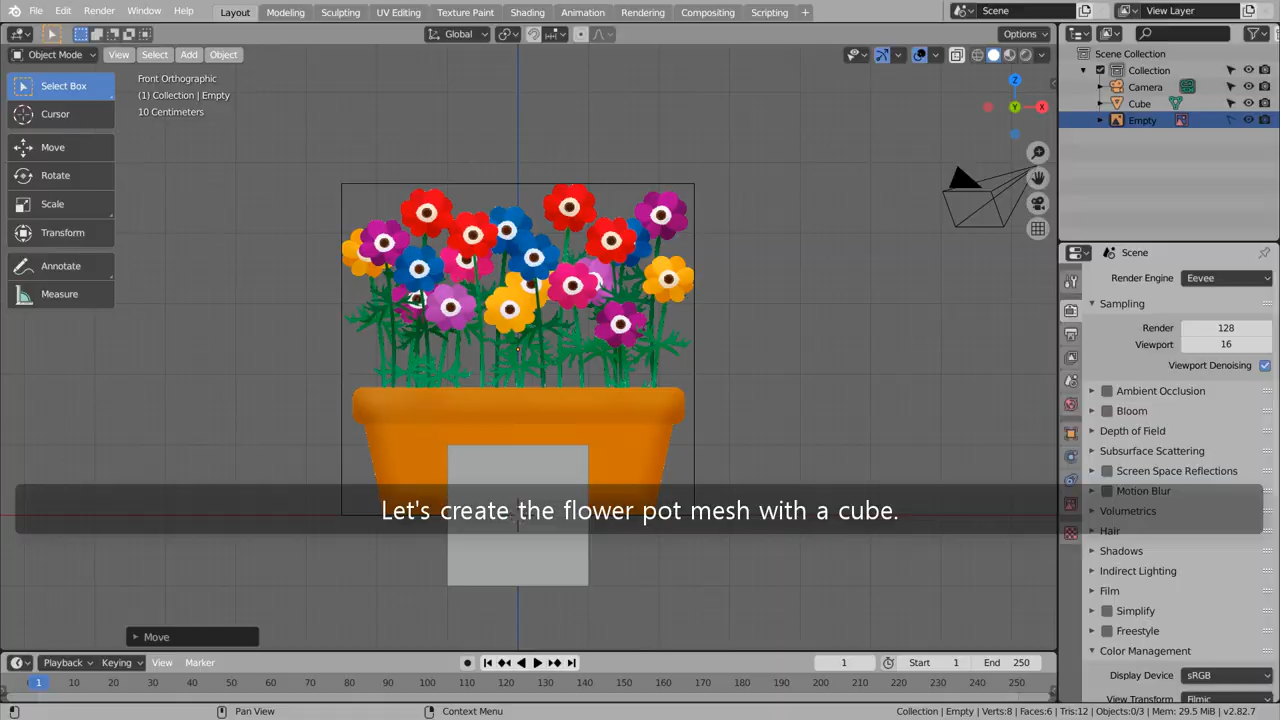 File Edit Render Window Help Layout Modeling Sculpting UV Editing Texture Paint Shading Animation Rendering Compositing Scripting + Scene View Layer
Global Options
Object Mode View Select Add Object
Scene Collection
Collection
Camera
Cube
Empty
Select Box
Cursor
Move
Rotate
Scale
Transform
Annotate
Measure
Front Orthographic
(1) Collection | Empty
10 Centimeters
Z
Y
X
Scene
Render Engine Eevee
Sampling
Render 128
Viewport 16
Viewport Denoising
Ambient Occlusion
Bloom
Depth of Field
Subsurface Scattering
Screen Space Reflections
Motion Blur
Volumetrics
Hair
Shadows
Indirect Lighting
Film
Simplify
Freestyle
Color Management
Display Device sRGB
View Transform Filmic
Let's create the flower pot mesh with a cube.
Move
Playback Keying View Marker 1 Start 1 End 250
1 10 20 30 40 50 60 70 80 90 100 110 120 130 140 150 160 170 180 190 200 210 220 230 240 250
Pan View Context Menu Collection | Empty | Verts:8 | Faces:6 | Tris:12 | Objects:0/3 | Mem: 29.5 MiB | v2.82.7